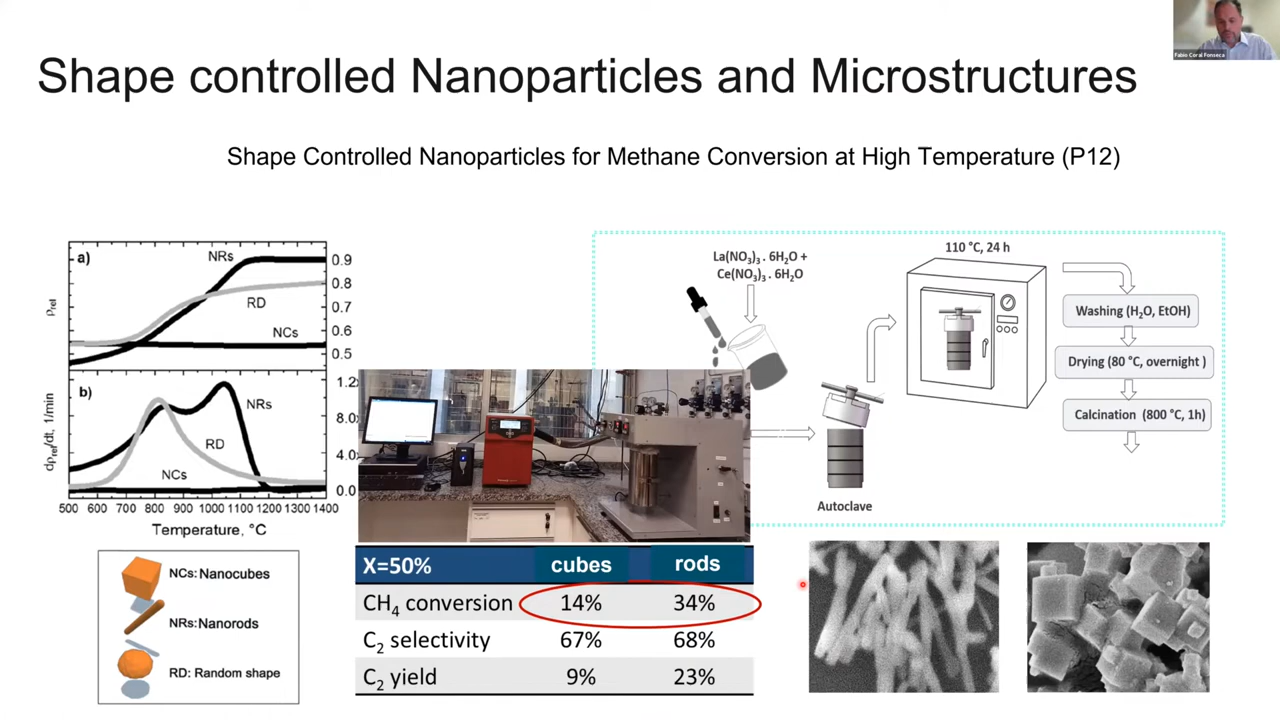 Fabio Coral Fonseca
Shape controlled Nanoparticles and Microstructures
Shape Controlled Nanoparticles for Methane Conversion at High Temperature (P12)
a)
NRs
RD
NCs
ρrel
0.9
0.8
0.7
0.6
0.5
b)
NRs
RD
NCs
dρrel/dt, 1/min
1.2
8.0
4.0
0.0
500 600 700 800 900 1000 1100 1200 1300 1400
Temperature, °C
NCs: Nanocubes
NRs: Nanorods
RD: Random shape
La(NO3)3 . 6H2O +
Ce(NO3)3 . 6H2O
110 °C, 24 h
Autoclave
Washing (H2O, EtOH)
Drying (80 °C, overnight )
Calcination (800 °C, 1h)
X=50% cubes rods
CH4 conversion 14% 34%
C2 selectivity 67% 68%
C2 yield 9% 23%